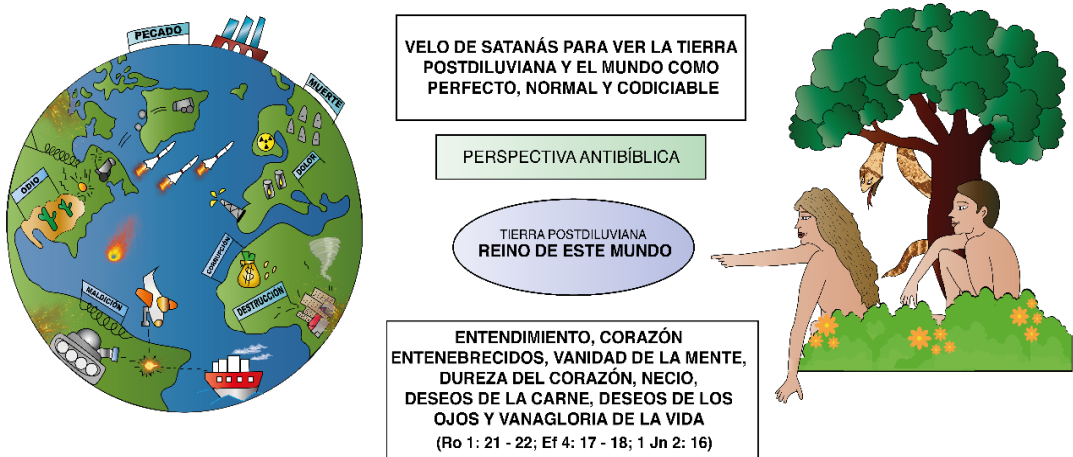 PECADO
MUERTE
ODIO
DOLOR
CORRUPCIÓN
MALDICIÓN
DESTRUCCION
$
VELO DE SATANÁS PARA VER LA TIERRA
POSTDILUVIANA Y EL MUNDO COMO
PERFECTO, NORMAL Y CODICIABLE
PERSPECTIVA ANTIBÍBLICA
TIERRA POSTDILUVIANA
REINO DE ESTE MUNDO
ENTENDIMIENTO, CORAZÓN
ENTENEBRECIDOS, VANIDAD DE LA MENTE,
DUREZA DEL CORAZÓN, NECIO,
DESEOS DE LA CARNE, DESEOS DE LOS
OJOS Y VANAGLORIA DE LA VIDA
(Ro 1: 21 - 22; Ef 4: 17 - 18; 1 Jn 2: 16)